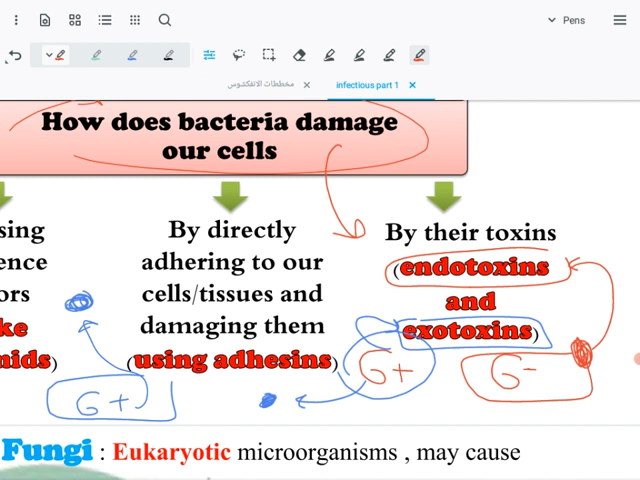 Pens
مخططات الانفكشوس
infectious part 1
How does bacteria damage
our cells
sing
ence
ors
ke
mids)
By directly
adhering to our
cells/tissues and
damaging them
(using adhesins)
By their toxins
(endotoxins
and
exotoxins)
G+
G+
G-
Fungi : Eukaryotic microorganisms , may cause